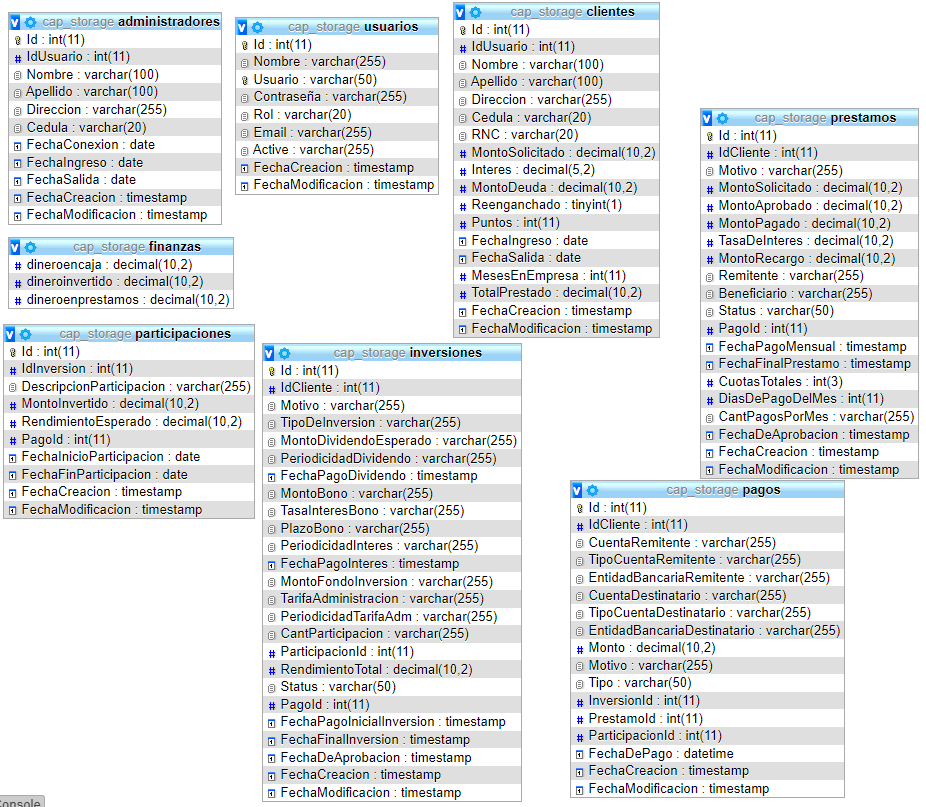 cap_storage administradores
Id : int(11)
IdUsuario : int(11)
Nombre : varchar(100)
Apellido : varchar(100)
Direccion : varchar(255)
Cedula : varchar(20)
FechaConexion : date
FechaIngreso : date
FechaSalida : date
FechaCreacion : timestamp
FechaModificacion : timestamp
cap_storage usuarios
Id : int(11)
Nombre : varchar(255)
Usuario : varchar(50)
Contraseña : varchar(255)
Rol : varchar(20)
Email : varchar(255)
Active : varchar(255)
FechaCreacion : timestamp
FechaModificacion : timestamp
cap_storage clientes
Id : int(11)
IdUsuario : int(11)
Nombre : varchar(100)
Apellido : varchar(100)
Direccion : varchar(255)
Cedula : varchar(20)
RNC : varchar(20)
MontoSolicitado : decimal(10,2)
Interes : decimal(5,2)
MontoDeuda : decimal(10,2)
Reenganchado : tinyint(1)
Puntos : int(11)
FechaIngreso : date
FechaSalida : date
MesesEnEmpresa : int(11)
TotalPrestado : decimal(10,2)
FechaCreacion : timestamp
FechaModificacion : timestamp
cap_storage prestamos
Id : int(11)
IdCliente : int(11)
Motivo : varchar(255)
MontoSolicitado : decimal(10,2)
MontoAprobado : decimal(10,2)
MontoPagado : decimal(10,2)
TasaDeInteres : decimal(10,2)
MontoRecargo : decimal(10,2)
Remitente : varchar(255)
Beneficiario : varchar(255)
Status : varchar(50)
PagoId : int(11)
FechaPagoMensual : timestamp
FechaFinalPrestamo : timestamp
CuotasTotales : int(3)
DiasDePagoDelMes : int(11)
CantPagosPorMes : varchar(255)
FechaDeAprobacion : timestamp
FechaCreacion : timestamp
FechaModificacion : timestamp
cap_storage finanzas
dineroencaja : decimal(10,2)
dineroinvertido : decimal(10,2)
dineroenprestamos : decimal(10,2)
cap_storage participaciones
Id : int(11)
IdInversion : int(11)
DescripcionParticipacion : varchar(255)
MontoInvertido : decimal(10,2)
RendimientoEsperado : decimal(10,2)
PagoId : int(11)
FechaInicioParticipacion : date
FechaFinParticipacion : date
FechaCreacion : timestamp
FechaModificacion : timestamp
cap_storage inversiones
Id : int(11)
IdCliente : int(11)
Motivo : varchar(255)
TipoDeInversion : varchar(255)
MontoDividendoEsperado : varchar(255)
PeriodicidadDividendo : varchar(255)
FechaPagoDividendo : timestamp
MontoBono : varchar(255)
TasaInteresBono : varchar(255)
PlazoBono : varchar(255)
PeriodicidadInteres : varchar(255)
FechaPagoInteres : timestamp
MontoFondoInversion : varchar(255)
TarifaAdministracion : varchar(255)
PeriodicidadTarifaAdm : varchar(255)
CantParticipacion : varchar(255)
ParticipacionId : int(11)
RendimientoTotal : decimal(10,2)
Status : varchar(50)
PagoId : int(11)
FechaPagoInicialInversion : timestamp
FechaFinalInversion : timestamp
FechaDeAprobacion : timestamp
FechaCreacion : timestamp
FechaModificacion : timestamp
cap_storage pagos
Id : int(11)
IdCliente : int(11)
CuentaRemitente : varchar(255)
TipoCuentaRemitente : varchar(255)
EntidadBancariaRemitente : varchar(255)
CuentaDestinatario : varchar(255)
TipoCuentaDestinatario : varchar(255)
EntidadBancariaDestinatario : varchar(255)
Monto : decimal(10,2)
Motivo : varchar(255)
Tipo : varchar(50)
InversionId : int(11)
PrestamoId : int(11)
ParticipacionId : int(11)
FechaDePago : datetime
FechaCreacion : timestamp
FechaModificacion : timestamp
Console